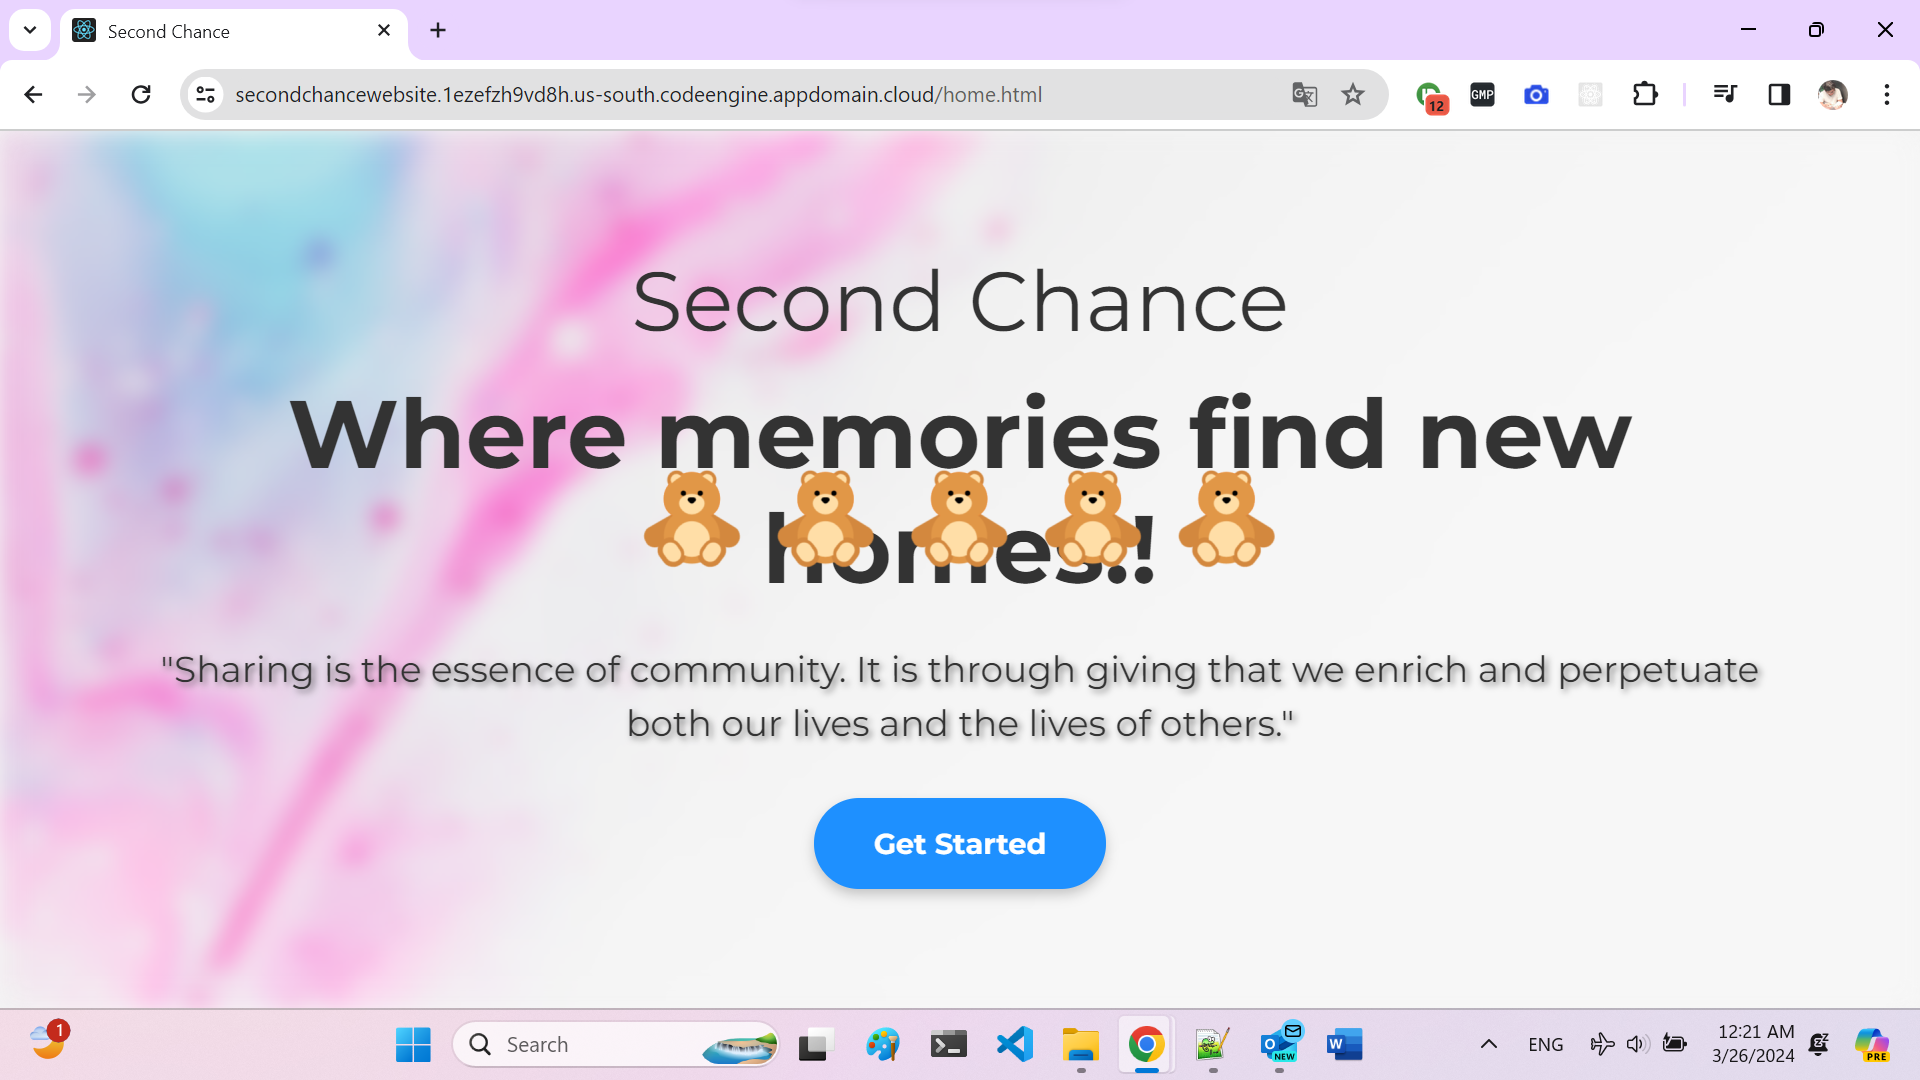 Second Chance
secondchancewebsite.1ezefzh9vd8h.us-south.codeengine.appdomain.cloud/home.html
12
GMP
Second Chance
Where memories find new
homes!!
"Sharing is the essence of community. It is through giving that we enrich and perpetuate
both our lives and the lives of others."
Get Started
1
Search
NEW
W
ENG
12:21 AM
3/26/2024
PRE